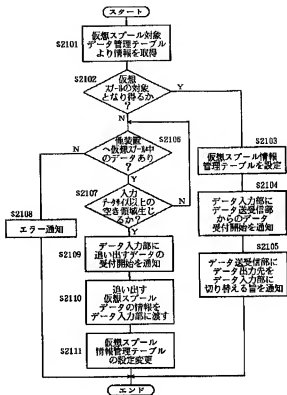 スタート
S2101
仮想スプール対象
データ管理テーブル
より情報を取得
S2102
仮想
スプールの対象
となり得るか
?
Y
N
S2106
他装置
へ仮想スプール中
のデータあり
?
N
Y
S2107
入力
データサイズ以上の
空き領域生じ
るか?
N
Y
S2108
エラー通知
S2109
データ入力部に
追い出すデータの
受付開始を通知
S2110
追い出す
仮想スプール
データの情報を
データ入力部に渡す
S2111
仮想スプール
情報管理テーブル
の設定変更
S2103
仮想スプール情報
管理テーブルを設定
S2104
データ入力部に
データ送受信部
からのデータ
受付開始を通知
S2105
データ送受信部に
データ出力先を
データ入力部に
切り替える旨を通知
エンド